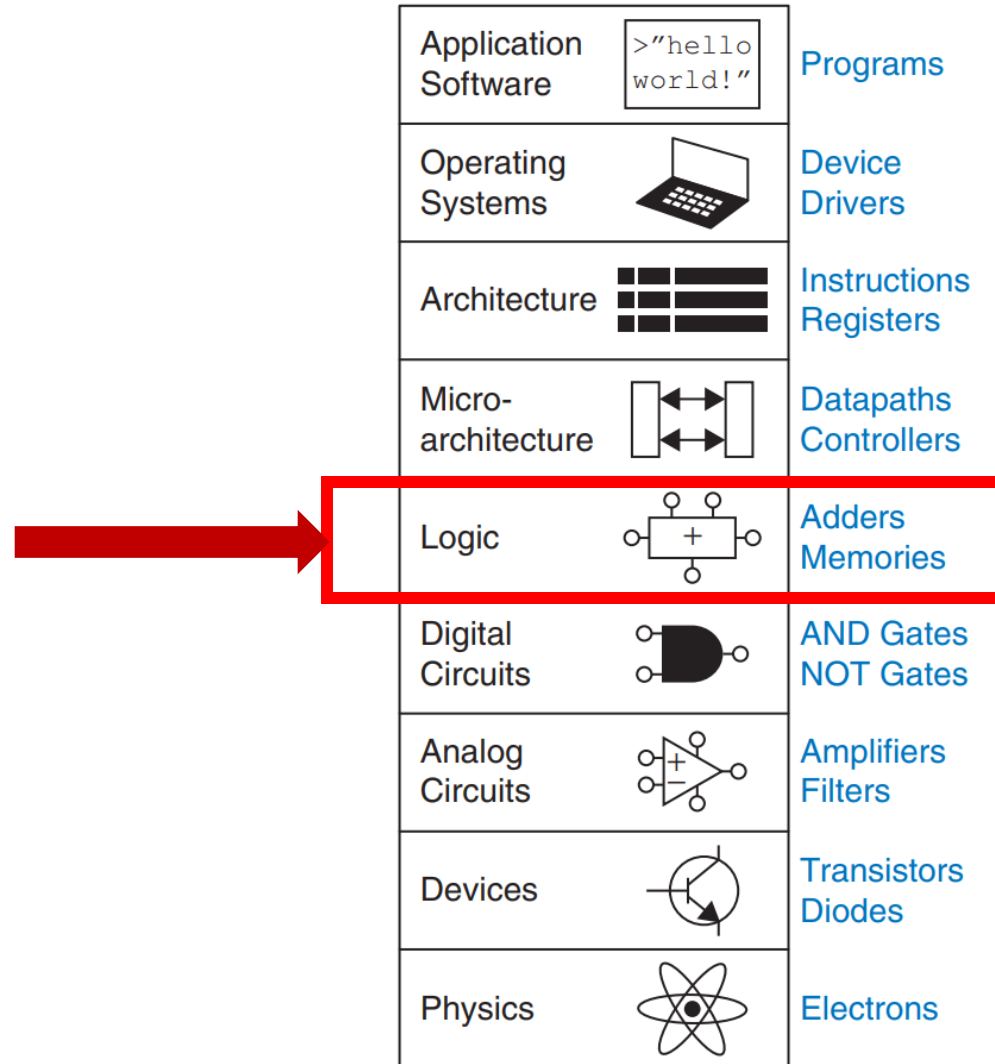 Application
Software
>"hello
world!"
Programs
Operating
Systems
Device
Drivers
Architecture
Instructions
Registers
Micro-
architecture
Datapaths
Controllers
Logic
+
Adders
Memories
Digital
Circuits
AND Gates
NOT Gates
Analog
Circuits
+
−
Amplifiers
Filters
Devices
Transistors
Diodes
Physics
Electrons